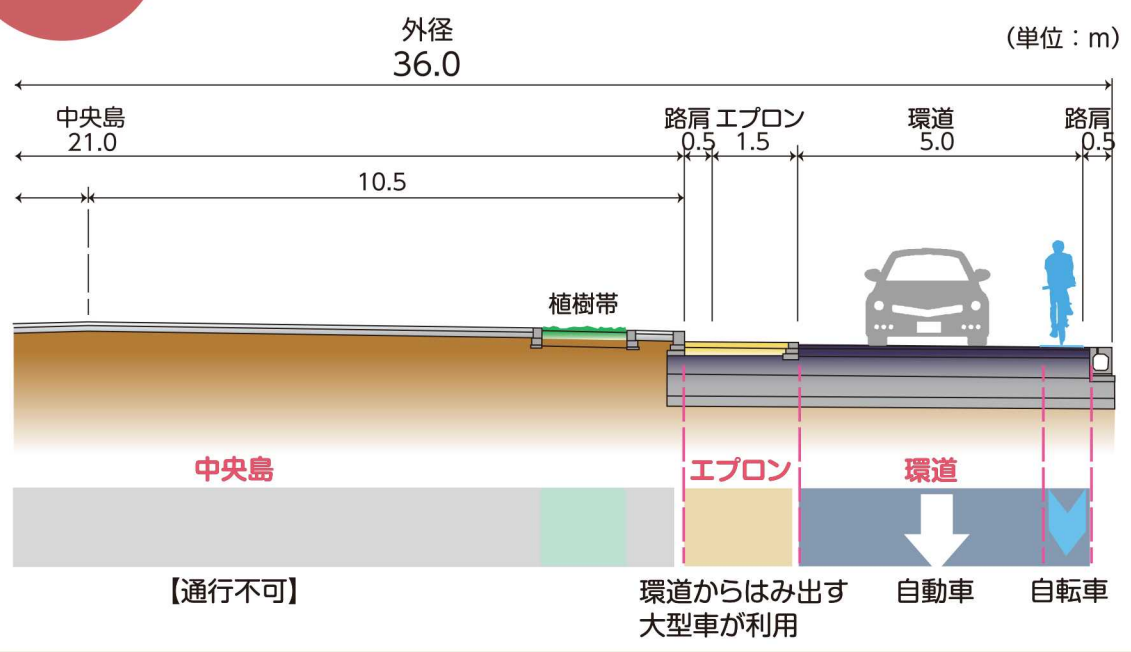 外径
36.0
（単位：m）
中央島
21.0
路肩
0.5
エプロン
1.5
環道
5.0
路肩
0.5
10.5
植樹帯
中央島
エプロン
環道
【通行不可】
環道からはみ出す
大型車が利用
自動車
自転車